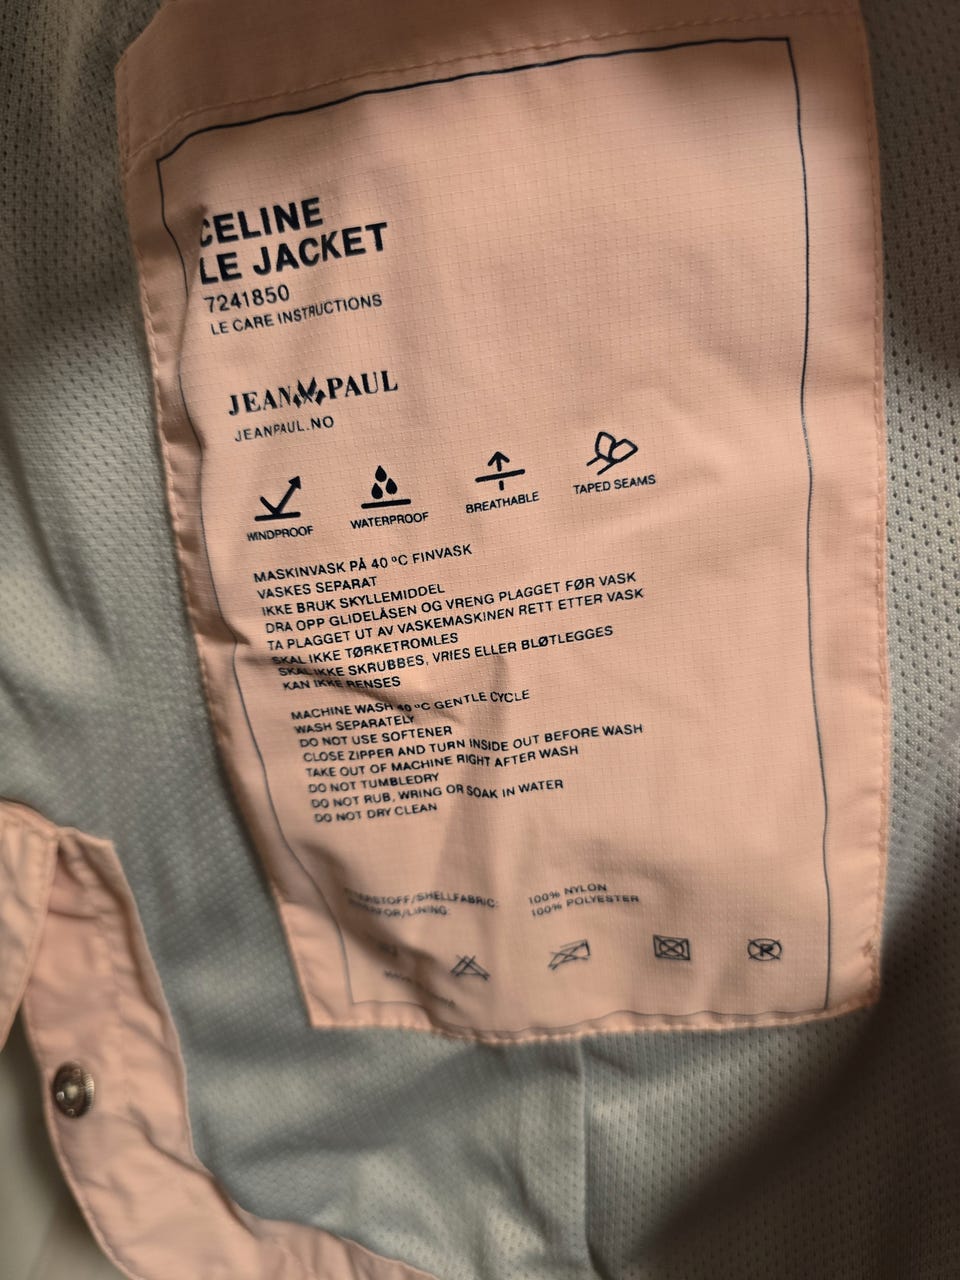 CELINE
LE JACKET
7241850
LE CARE INSTRUCTIONS
JEAN PAUL
JEANPAUL.NO
WINDPROOF
WATERPROOF
BREATHABLE
TAPED SEAMS
MASKINVASK PÅ 40 ºC FINVASK
VASKES SEPARAT
IKKE BRUK SKYLLEMIDDEL
DRA OPP GLIDELÅSEN OG VRENG PLAGGET FØR VASK
TA PLAGGET UT AV VASKEMASKINEN RETT ETTER VASK
SKAL IKKE TØRKETROMLES
SKAL IKKE SKRUBBES, VRIES ELLER BLØTLEGGES
KAN IKKE RENSES
MACHINE WASH 40 ºC GENTLE CYCLE
WASH SEPARATELY
DO NOT USE SOFTENER
CLOSE ZIPPER AND TURN INSIDE OUT BEFORE WASH
TAKE OUT OF MACHINE RIGHT AFTER WASH
DO NOT TUMBLEDRY
DO NOT RUB, WRING OR SOAK IN WATER
DO NOT DRY CLEAN
/SHELLFABRIC: 100% NYLON
/LINING: 100% POLYESTER